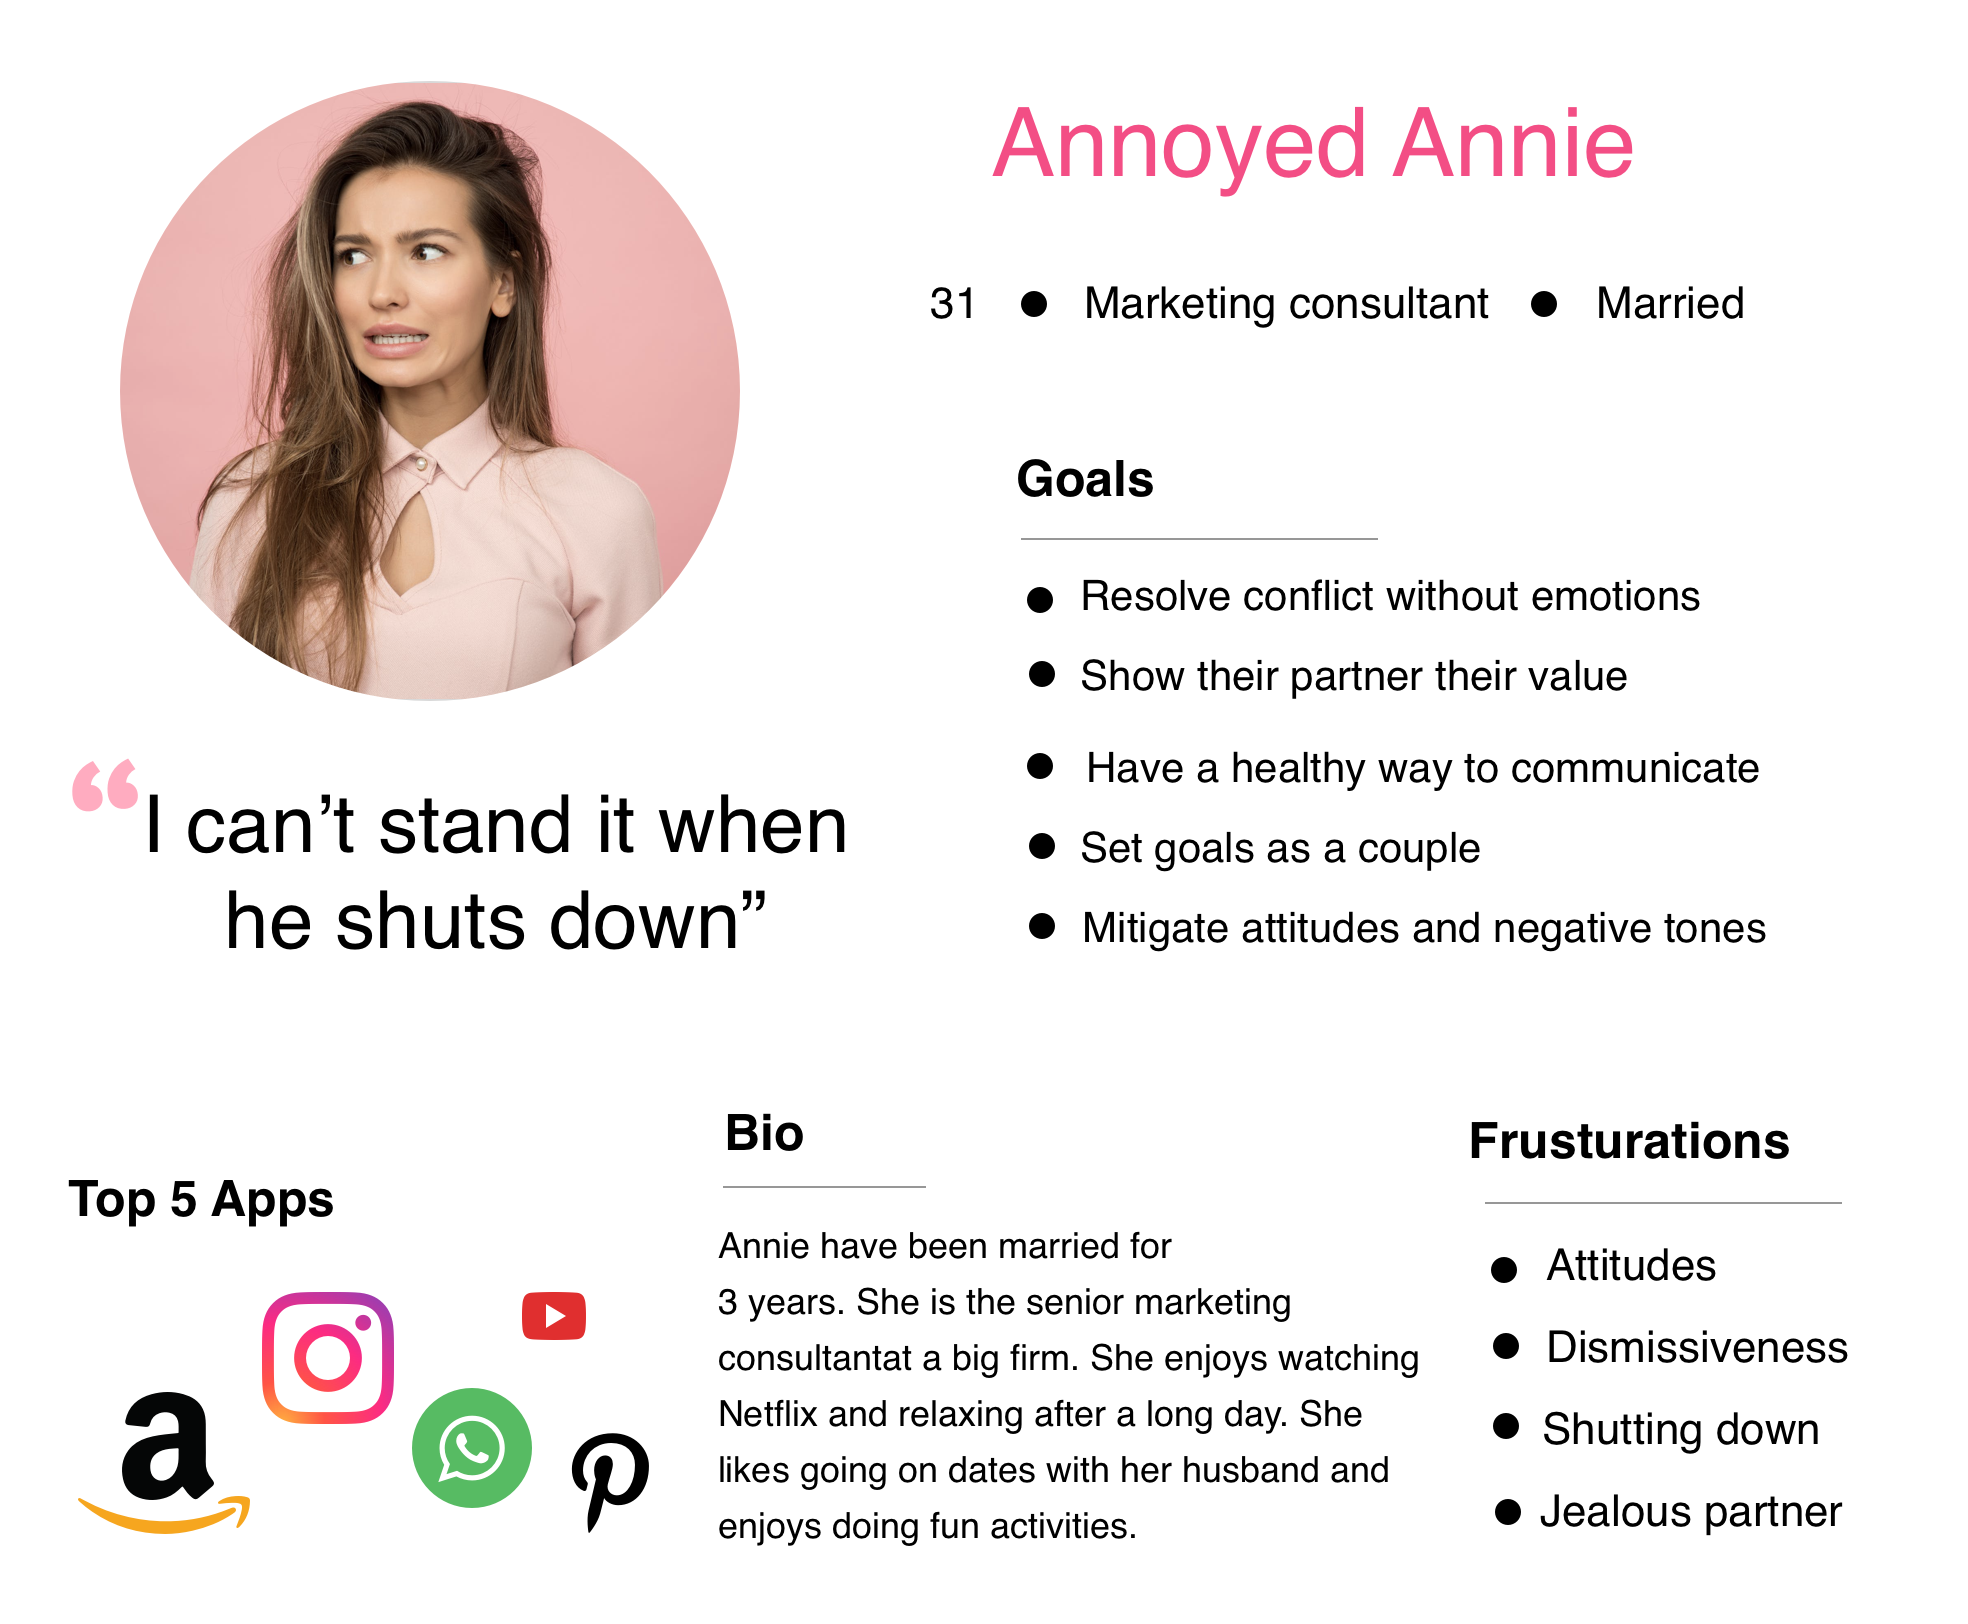 Annoyed Annie
31 ● Marketing consultant ● Married
Goals
● Resolve conflict without emotions
● Show their partner their value
● Have a healthy way to communicate
● Set goals as a couple
● Mitigate attitudes and negative tones
“I can’t stand it when
he shuts down”
Top 5 Apps
a
Bio
Annie have been married for
3 years. She is the senior marketing
consultantat a big firm. She enjoys watching
Netflix and relaxing after a long day. She
likes going on dates with her husband and
enjoys doing fun activities.
Frusturations
● Attitudes
● Dismissiveness
● Shutting down
● Jealous partner